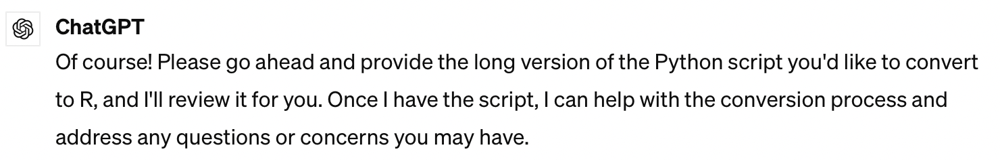 ChatGPT
Of course! Please go ahead and provide the long version of the Python script you'd like to convert
to R, and I'll review it for you. Once I have the script, I can help with the conversion process and
address any questions or concerns you may have.